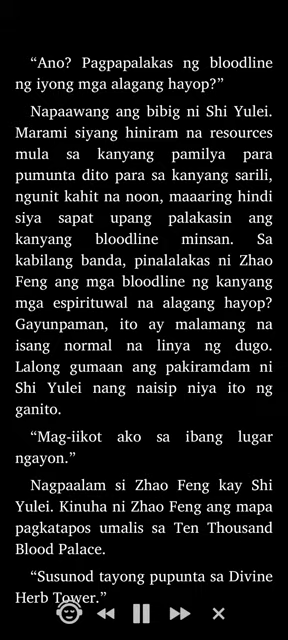 “Ano? Pagpapalakas ng bloodline
ng iyong mga alagang hayop?”
Napaawang ang bibig ni Shi Yulei.
Marami siyang hiniram na resources
mula sa kanyang pamilya para
pumunta dito para sa kanyang sarili,
ngunit kahit na noon, maaaring hindi
siya sapat upang palakasin ang
kanyang bloodline minsan. Sa
kabilang banda, pinalalakas ni Zhao
Feng ang mga bloodline ng kanyang
mga espirituwal na alagang hayop?
Gayunpaman, ito ay malamang na
isang normal na linya ng dugo.
Lalong gumaan ang pakiramdam ni
Shi Yulei nang naisip niya ito ng
ganito.
“Mag-iikot ako sa ibang lugar
ngayon.”
Nagpaalam si Zhao Feng kay Shi
Yulei. Kinuha ni Zhao Feng ang mapa
pagkatapos umalis sa Ten Thousand
Blood Palace.
“Susunod tayong pupunta sa Divine
Herb Tower.”